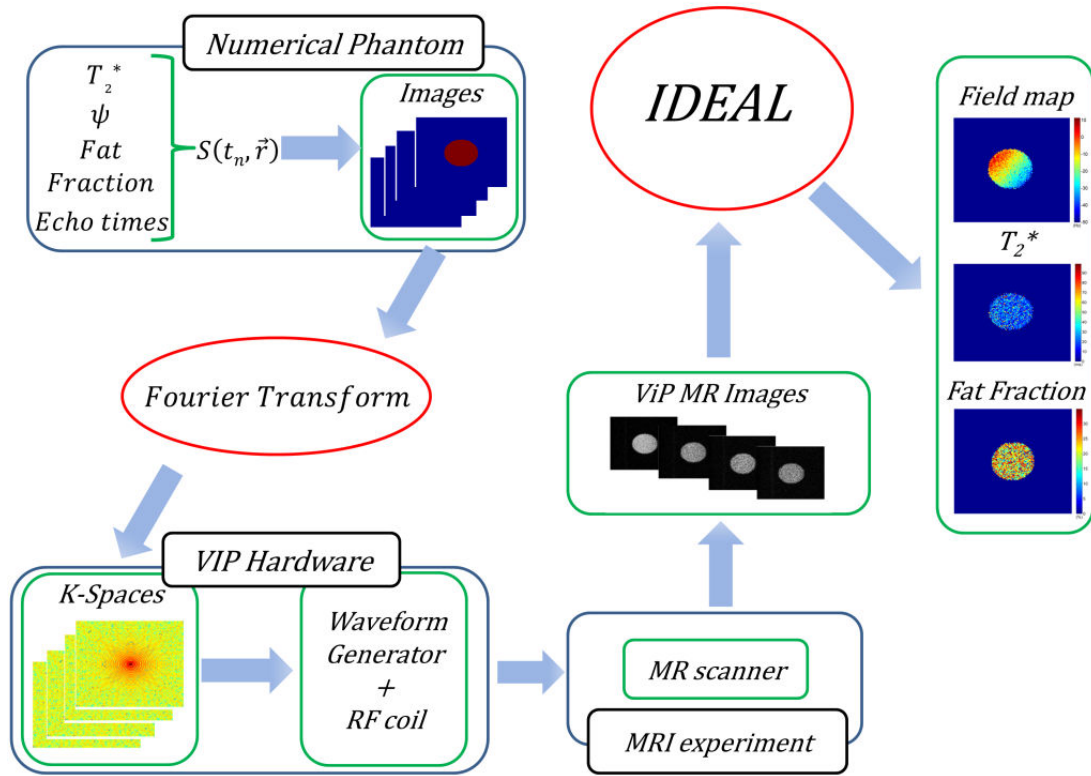 Numerical Phantom
T₂*
ψ
Fat
Fraction
Echo times
S(tₙ, r⃗)
Images
Fourier Transform
VIP Hardware
K-Spaces
Waveform
Generator
+
RF coil
MR scanner
MRI experiment
ViP MR Images
IDEAL
Field map
T₂*
Fat Fraction